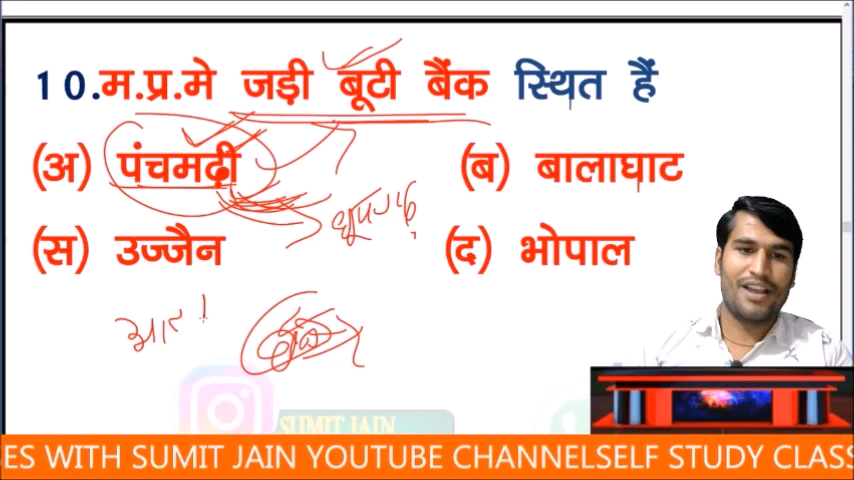 10.म.प्र.मे जड़ी बूटी बैंक स्थित हैं
(अ) पंचमढ़ी (ब) बालाघाट
(स) उज्जैन (द) भोपाल
SUMIT JAIN
ES WITH SUMIT JAIN YOUTUBE CHANNELSELF STUDY CLASS